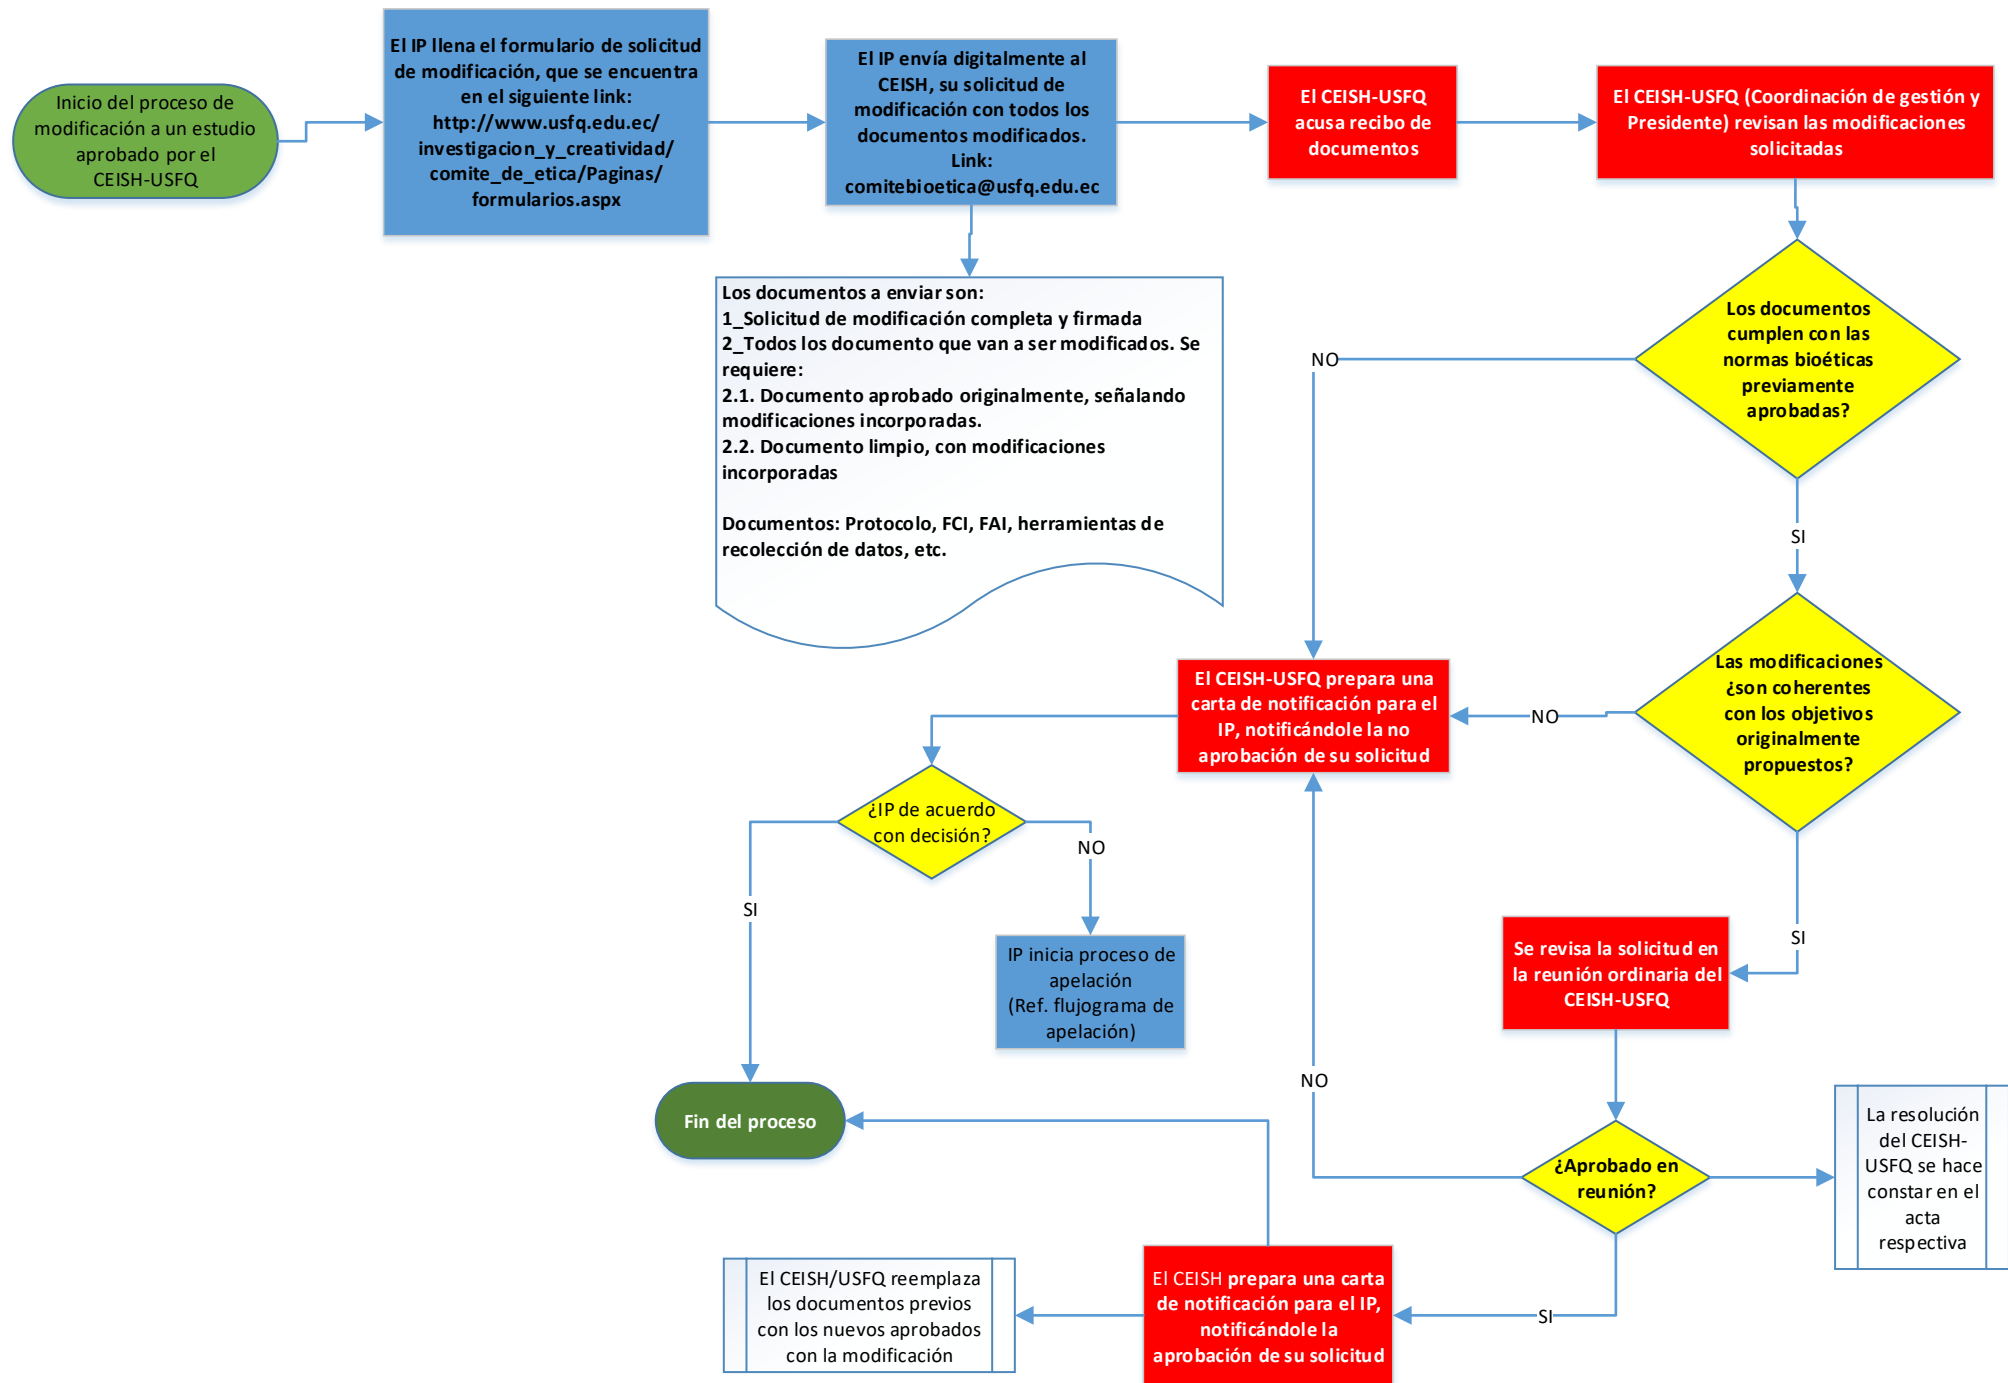 Inicio del proceso de
modificación a un estudio
aprobado por el
CEISH-USFQ
El IP llena el formulario de solicitud
de modificación, que se encuentra
en el siguiente link:
http://www.usfq.edu.ec/
investigacion_y_creatividad/
comite_de_etica/Paginas/
formularios.aspx
El IP envía digitalmente al
CEISH, su solicitud de
modificación con todos los
documentos modificados.
Link:
comitebioetica@usfq.edu.ec
El CEISH-USFQ
acusa recibo de
documentos
El CEISH-USFQ (Coordinación de gestión y
Presidente) revisan las modificaciones
solicitadas
Los documentos a enviar son:
1_Solicitud de modificación completa y firmada
2_Todos los documento que van a ser modificados. Se
requiere:
2.1. Documento aprobado originalmente, señalando
modificaciones incorporadas.
2.2. Documento limpio, con modificaciones
incorporadas
Documentos: Protocolo, FCI, FAI, herramientas de
recolección de datos, etc.
Los documentos
cumplen con las
normas bioéticas
previamente
aprobadas?
NO
SI
Las modificaciones
¿son coherentes
con los objetivos
originalmente
propuestos?
NO
SI
El CEISH-USFQ prepara una
carta de notificación para el
IP, notificándole la no
aprobación de su solicitud
¿IP de acuerdo
con decisión?
NO
SI
IP inicia proceso de
apelación
(Ref. flujograma de
apelación)
Se revisa la solicitud en
la reunión ordinaria del
CEISH-USFQ
NO
Fin del proceso
¿Aprobado en
reunión?
La resolución
del CEISH-
USFQ se hace
constar en el
acta
respectiva
SI
El CEISH prepara una carta
de notificación para el IP,
notificándole la
aprobación de su solicitud
El CEISH/USFQ reemplaza
los documentos previos
con los nuevos aprobados
con la modificación